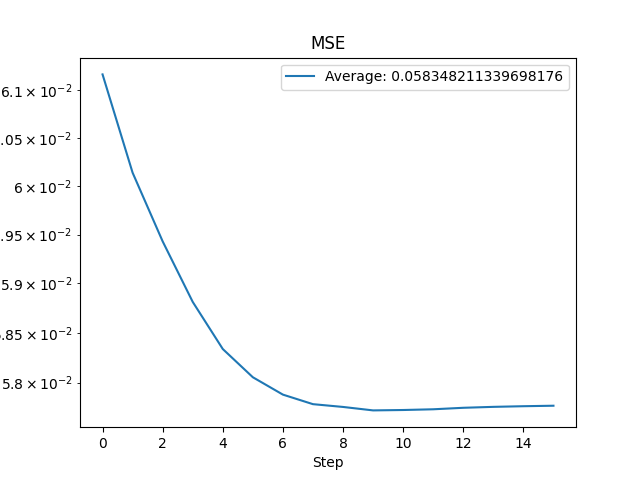 MSE
Average: 0.058348211339698176
6.1 × 10⁻²
.05 × 10⁻²
6 × 10⁻²
.95 × 10⁻²
5.9 × 10⁻²
.85 × 10⁻²
5.8 × 10⁻²
0 2 4 6 8 10 12 14
Step